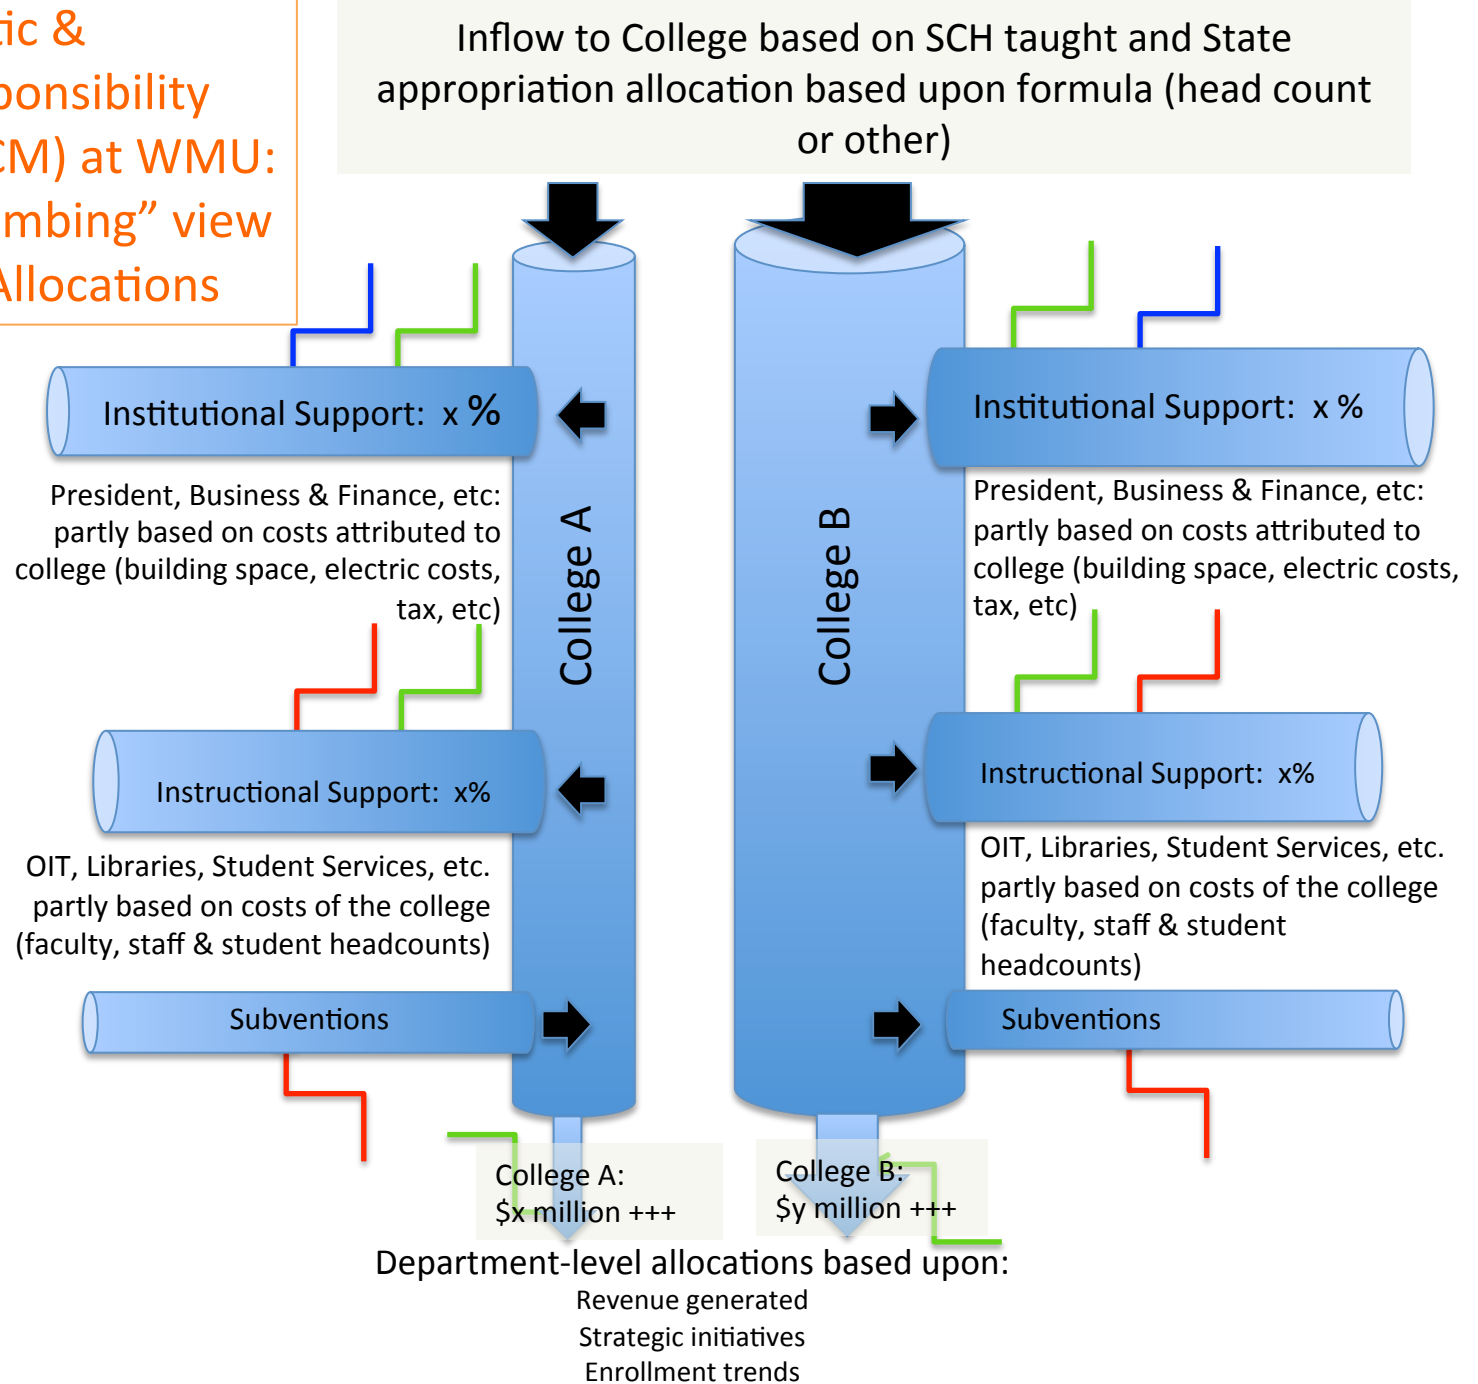 &
at WMU:
view
Allocations
Inflow to College based on SCH taught and State
appropriation allocation based upon formula (head count
or other)
Institutional Support: x %
President, Business & Finance, etc:
partly based on costs attributed to
college (building space, electric costs,
tax, etc)
Instructional Support: x%
OIT, Libraries, Student Services, etc.
partly based on costs of the college
(faculty, staff & student headcounts)
Subventions
College A
College B
Institutional Support: x %
President, Business & Finance, etc:
partly based on costs attributed to
college (building space, electric costs,
tax, etc)
Instructional Support: x%
OIT, Libraries, Student Services, etc.
partly based on costs of the college
(faculty, staff & student
headcounts)
Subventions
College A:
$x million +++
College B:
$y million +++
Department-level allocations based upon:
Revenue generated
Strategic initiatives
Enrollment trends